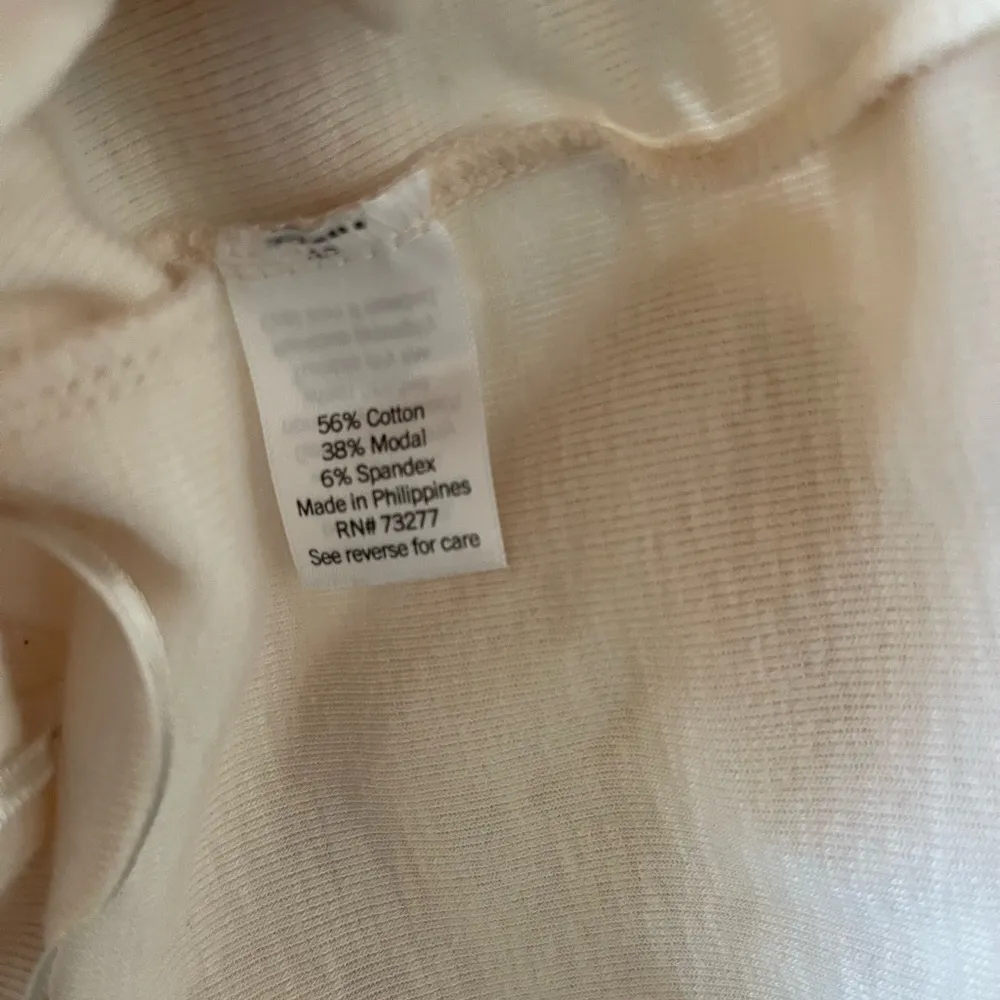 56% Cotton
38% Modal
6% Spandex
Made in Philippines
RN# 73277
See reverse for care